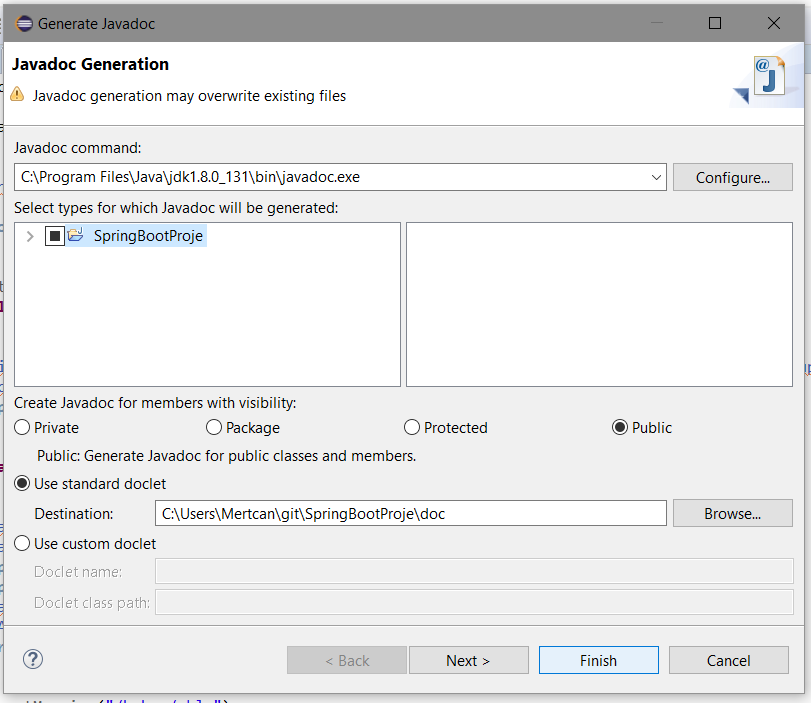 Generate Javadoc
Javadoc Generation
Javadoc generation may overwrite existing files
Javadoc command:
C:\Program Files\Java\jdk1.8.0_131\bin\javadoc.exe
Configure...
Select types for which Javadoc will be generated:
SpringBootProje
Create Javadoc for members with visibility:
Private Package Protected Public
Public: Generate Javadoc for public classes and members.
Use standard doclet
Destination: C:\Users\Mertcan\git\SpringBootProje\doc Browse...
Use custom doclet
Doclet name:
Doclet class path:
< Back Next > Finish Cancel